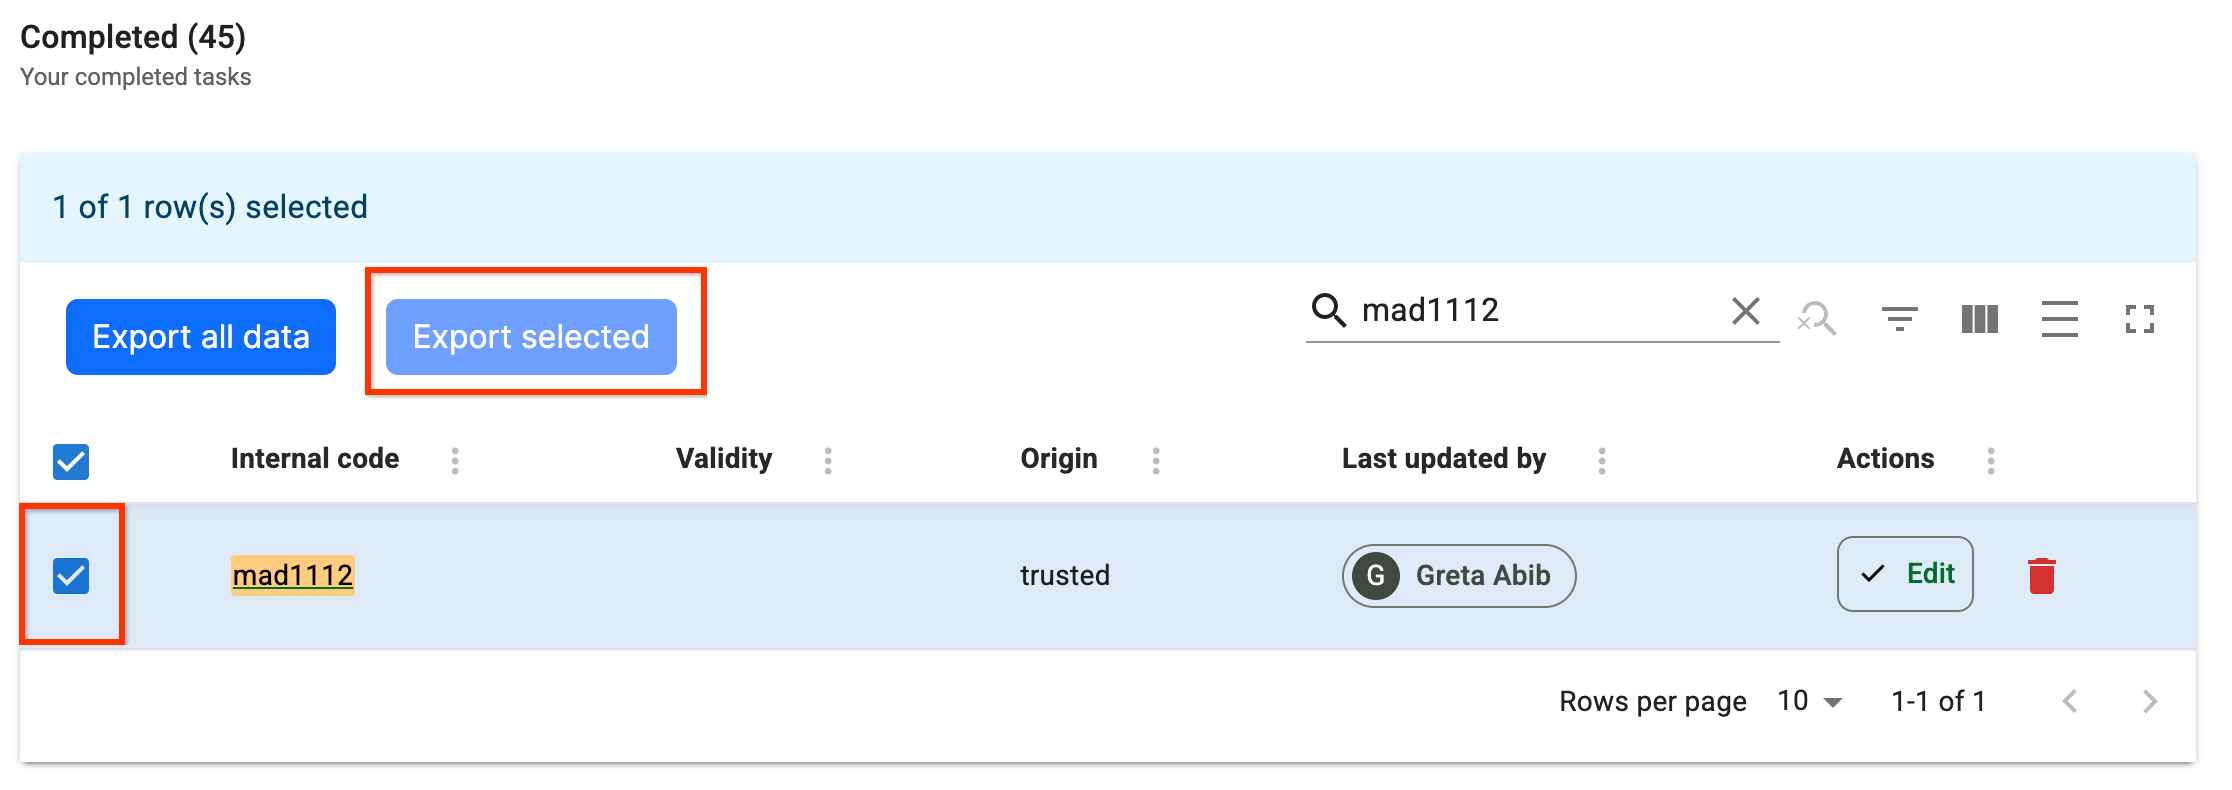 Completed (45)
Your completed tasks
1 of 1 row(s) selected
Export all data Export selected mad1112
Internal code Validity Origin Last updated by Actions
mad1112 trusted G Greta Abib Edit
Rows per page 10 1-1 of 1